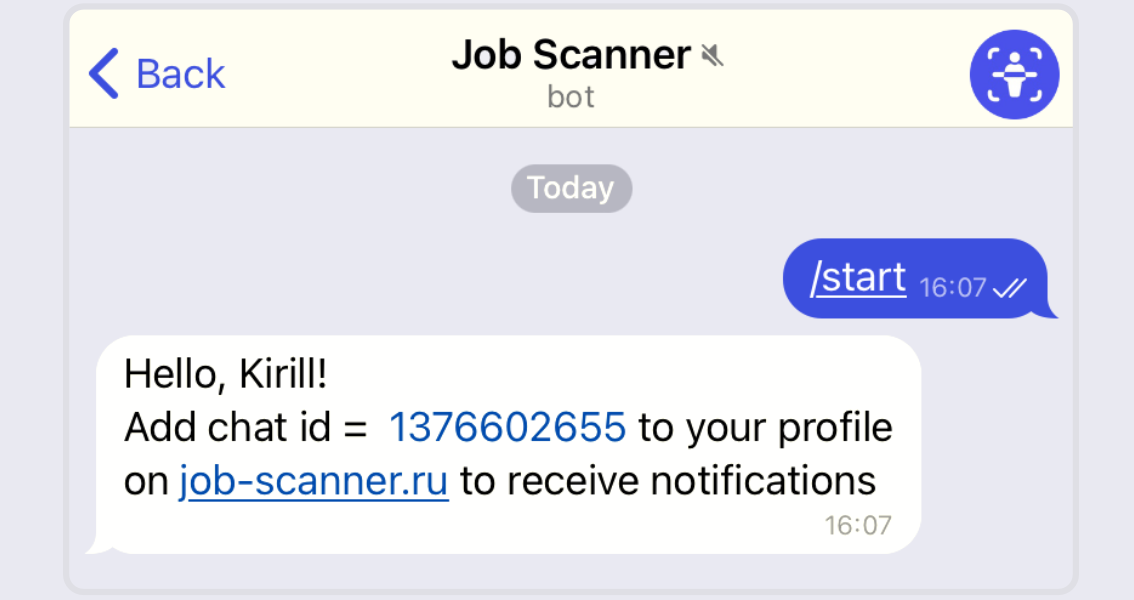 Back
Job Scanner
bot
Today
/start 16:07
Hello, Kirill!
Add chat id = 1376602655 to your profile
on job-scanner.ru to receive notifications
16:07